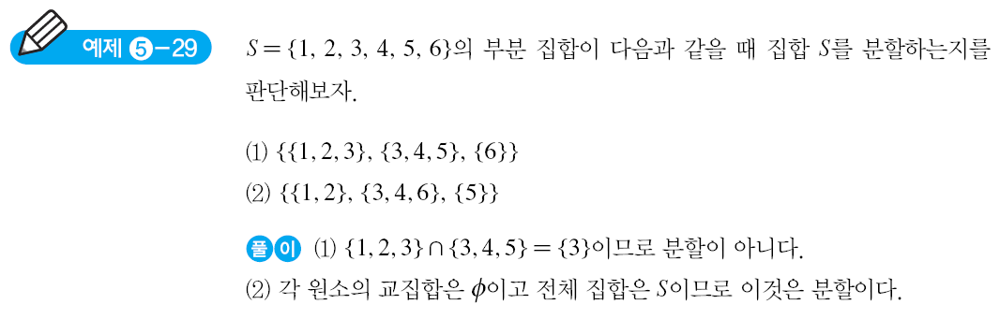 예제 5-29
S={1, 2, 3, 4, 5, 6}의 부분 집합이 다음과 같을 때 집합 S를 분할하는지를
판단해보자.
(1) {{1, 2, 3}, {3, 4, 5}, {6}}
(2) {{1, 2}, {3, 4, 6}, {5}}
풀이 (1) {1, 2, 3}∩{3, 4, 5}={3}이므로 분할이 아니다.
(2) 각 원소의 교집합은 ϕ이고 전체 집합은 S이므로 이것은 분할이다.